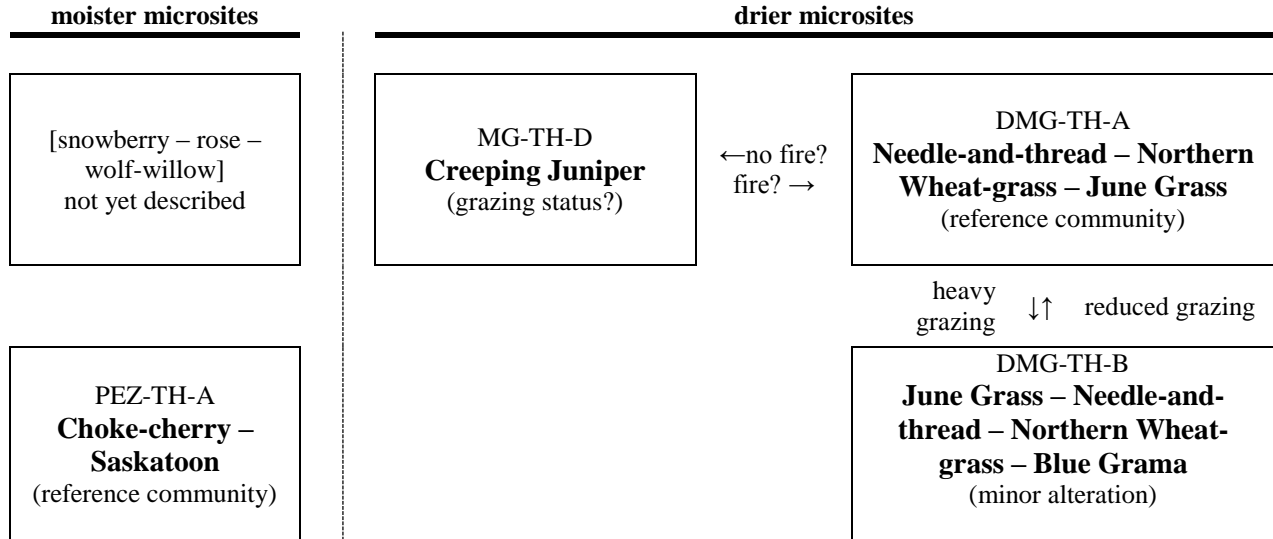 moister microsites
drier microsites
[snowberry – rose –
wolf-willow]
not yet described
MG-TH-D
Creeping Juniper
(grazing status?)
←no fire?
fire? →
DMG-TH-A
Needle-and-thread – Northern
Wheat-grass – June Grass
(reference community)
heavy
grazing
↓↑
reduced grazing
PEZ-TH-A
Choke-cherry –
Saskatoon
(reference community)
DMG-TH-B
June Grass – Needle-and-
thread – Northern Wheat-
grass – Blue Grama
(minor alteration)